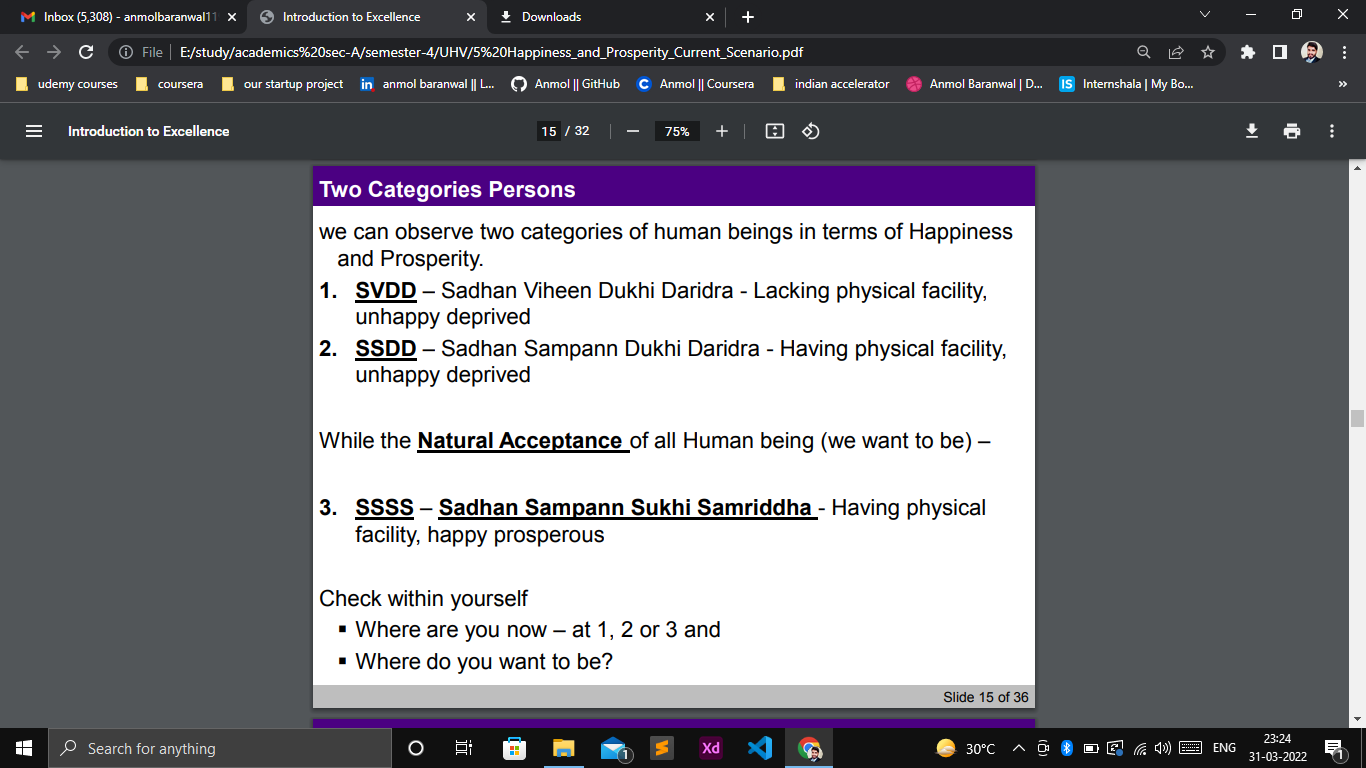 Inbox (5,308) - anmolbaranwal11
Introduction to Excellence
Downloads
File
E:/study/academics%20sec-A/semester-4/UHV/5%20Happiness_and_Prosperity_Current_Scenario.pdf
udemy courses
coursera
our startup project
in anmol baranwal || L...
Anmol || GitHub
C Anmol || Coursera
indian accelerator
Anmol Baranwal | D...
IS Internshala | My Bo...
»
Introduction to Excellence
15 / 32
75%
Two Categories Persons
we can observe two categories of human beings in terms of Happiness
and Prosperity.
1. SVDD – Sadhan Viheen Dukhi Daridra - Lacking physical facility,
unhappy deprived
2. SSDD – Sadhan Sampann Dukhi Daridra - Having physical facility,
unhappy deprived
While the Natural Acceptance of all Human being (we want to be) –
3. SSSS – Sadhan Sampann Sukhi Samriddha - Having physical
facility, happy prosperous
Check within yourself
▪ Where are you now – at 1, 2 or 3 and
▪ Where do you want to be?
Slide 15 of 36
Search for anything
1
Xd
30°C
ENG
23:24
31-03-2022
1